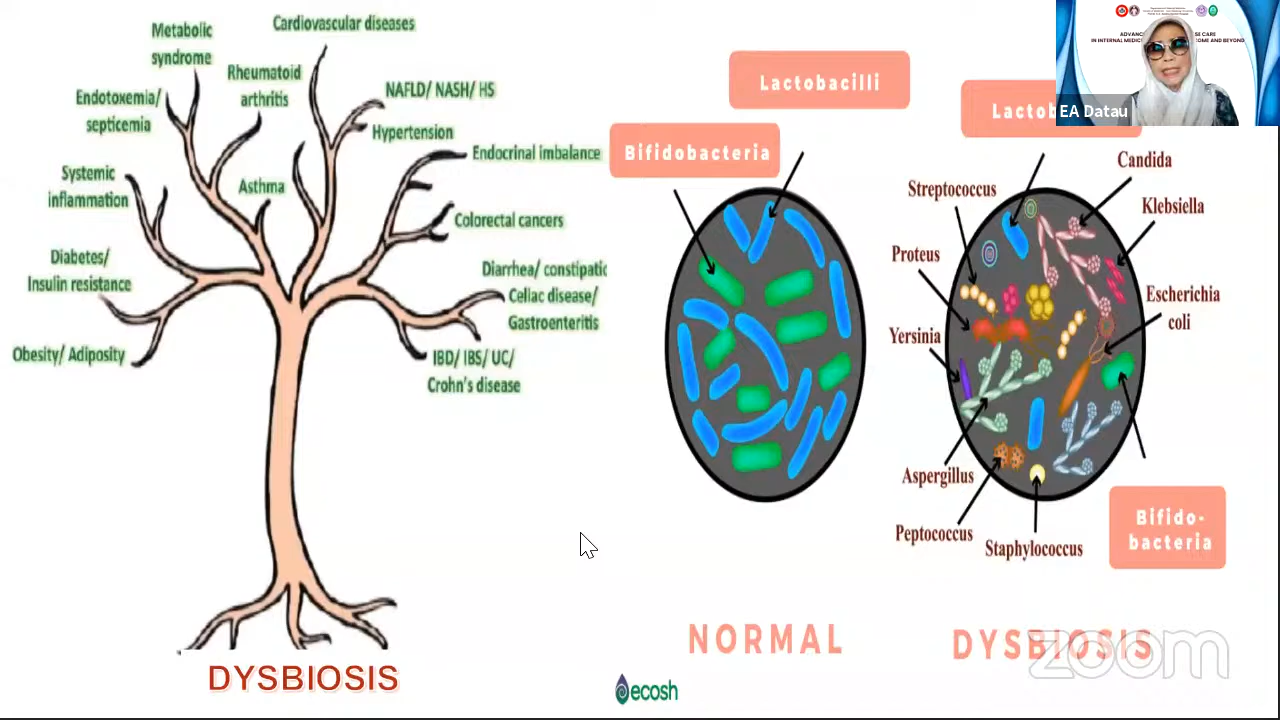 Cardiovascular diseases
Metabolic
syndrome
Rheumatoid
arthritis
NAFLD/ NASH/ HS
Endotoxemia/
septicemia
Hypertension
Endocrinal imbalance
Systemic
inflammation
Asthma
Colorectal cancers
Diabetes/
Insulin resistance
Diarrhea/ constipatic
Celiac disease/
Gastroenteritis
Obesity/ Adiposity
IBD/ IBS/ UC/
Crohn's disease
DYSBIOSIS
Lactobacilli
Bifidobacteria
NORMAL
Lactob
Candida
Streptococcus
Klebsiella
Proteus
Escherichia
coli
Yersinia
Aspergillus
Peptococcus
Staphylococcus
Bifido-
bacteria
DYSBIOSIS
ecosh
zoom
EA Datau